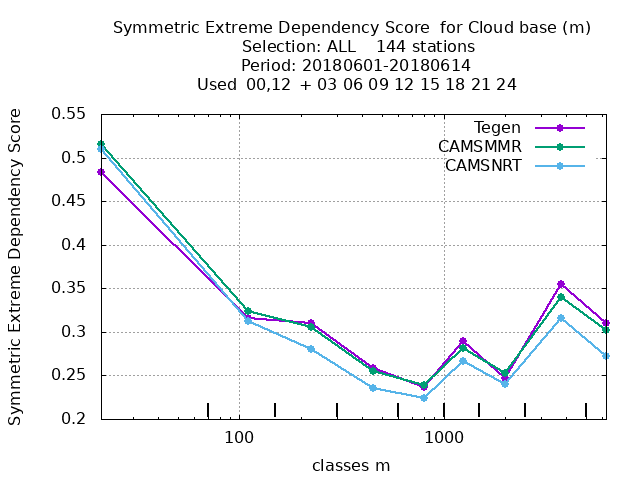 Symmetric Extreme Dependency Score  for Cloud base (m)
Selection: ALL    144 stations
Period: 20180601-20180614
Used  00,12  + 03 06 09 12 15 18 21 24
Symmetric Extreme Dependency Score
0.55
0.5
0.45
0.4
0.35
0.3
0.25
0.2
Tegen
CAMSMMR
CAMSNRT
100
1000
classes m